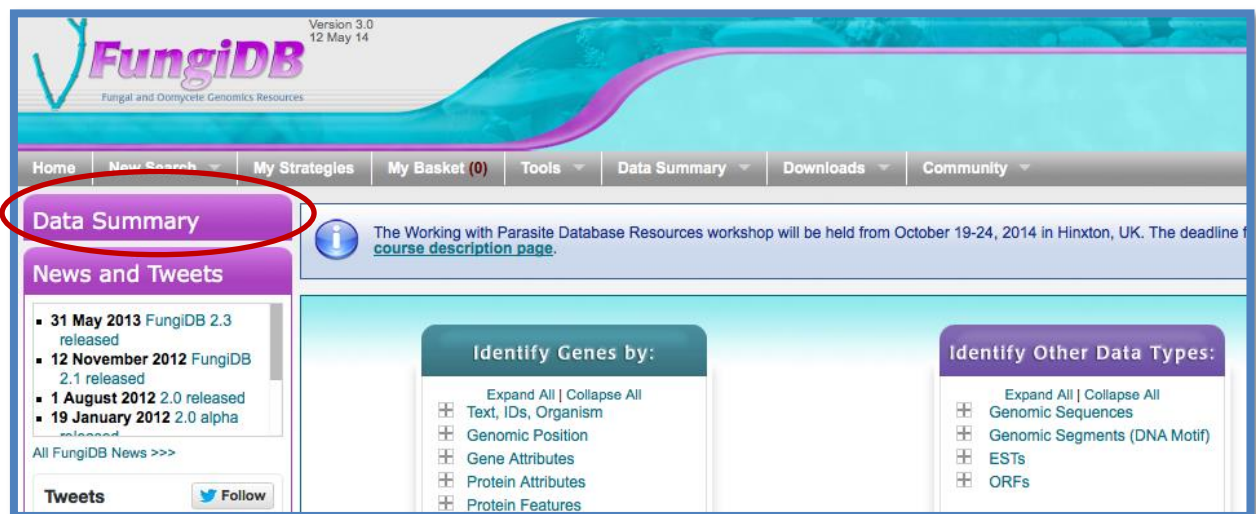 Version 3.0
12 May 14
FungiDB
Fungal and Oomycete Genomics Resources
Home New Search My Strategies My Basket (0) Tools Data Summary Downloads Community
Data Summary
The Working with Parasite Database Resources workshop will be held from October 19-24, 2014 in Hinxton, UK. The deadline
course description page.
News and Tweets
31 May 2013 FungiDB 2.3
released
12 November 2012 FungiDB
2.1 released
1 August 2012 2.0 released
19 January 2012 2.0 alpha
All FungiDB News >>>
Tweets Follow
Identify Genes by:
Expand All | Collapse All
Text, IDs, Organism
Genomic Position
Gene Attributes
Protein Attributes
Protein Features
Identify Other Data Types:
Expand All | Collapse All
Genomic Sequences
Genomic Segments (DNA Motif)
ESTs
ORFs